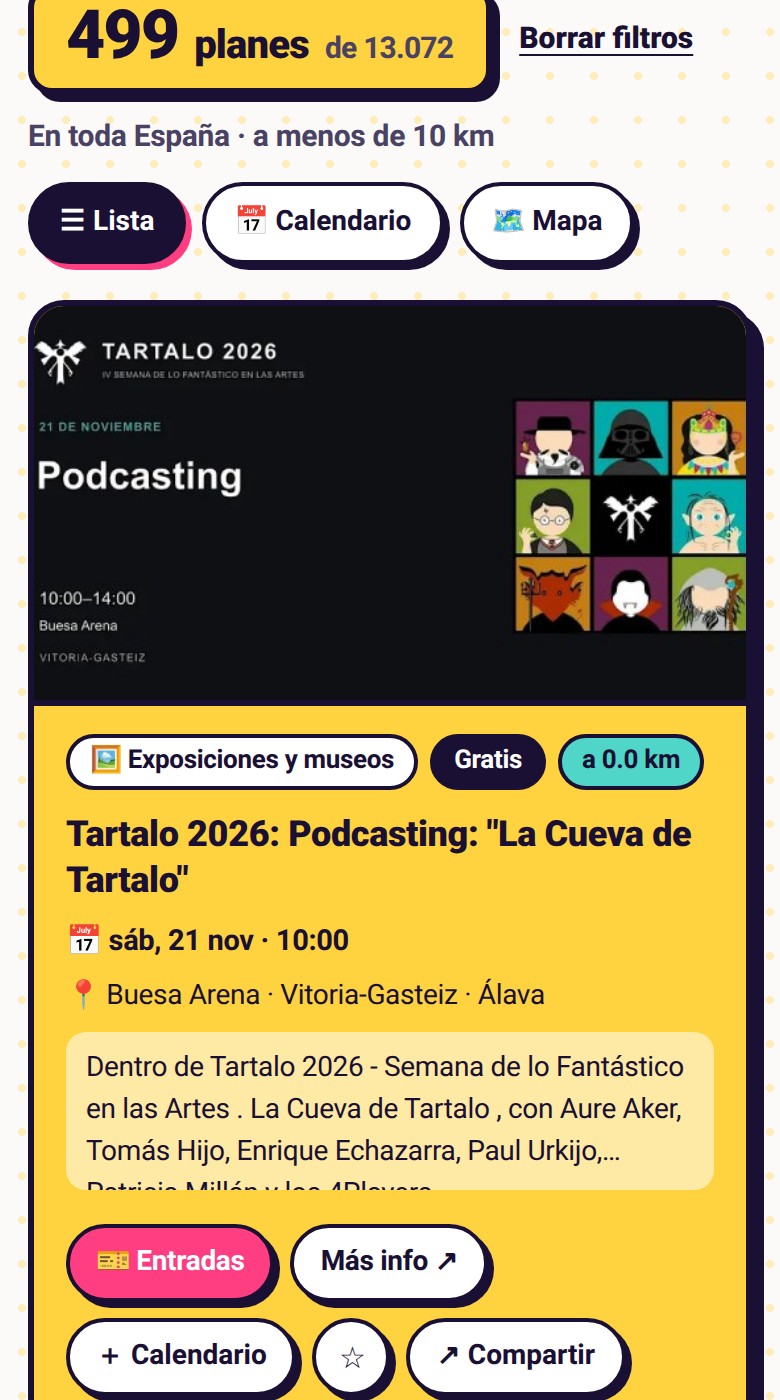 499 planes de 13.072
Borrar filtros
En toda España · a menos de 10 km
☰ Lista
📅 Calendario
🗺️ Mapa
TARTALO 2026
IV SEMANA DE LO FANTÁSTICO EN LAS ARTES
21 DE NOVIEMBRE
Podcasting
10:00–14:00
Buesa Arena
VITORIA-GASTEIZ
🖼️ Exposiciones y museos
Gratis
a 0.0 km
Tartalo 2026: Podcasting: "La Cueva de
Tartalo"
📅 sáb, 21 nov · 10:00
📍 Buesa Arena · Vitoria-Gasteiz · Álava
Dentro de Tartalo 2026 - Semana de lo Fantástico
en las Artes . La Cueva de Tartalo , con Aure Aker,
Tomás Hijo, Enrique Echazarra, Paul Urkijo,...
Patricia Millán y los 4Players
🎫 Entradas
Más info ↗
+ Calendario
☆
↗ Compartir